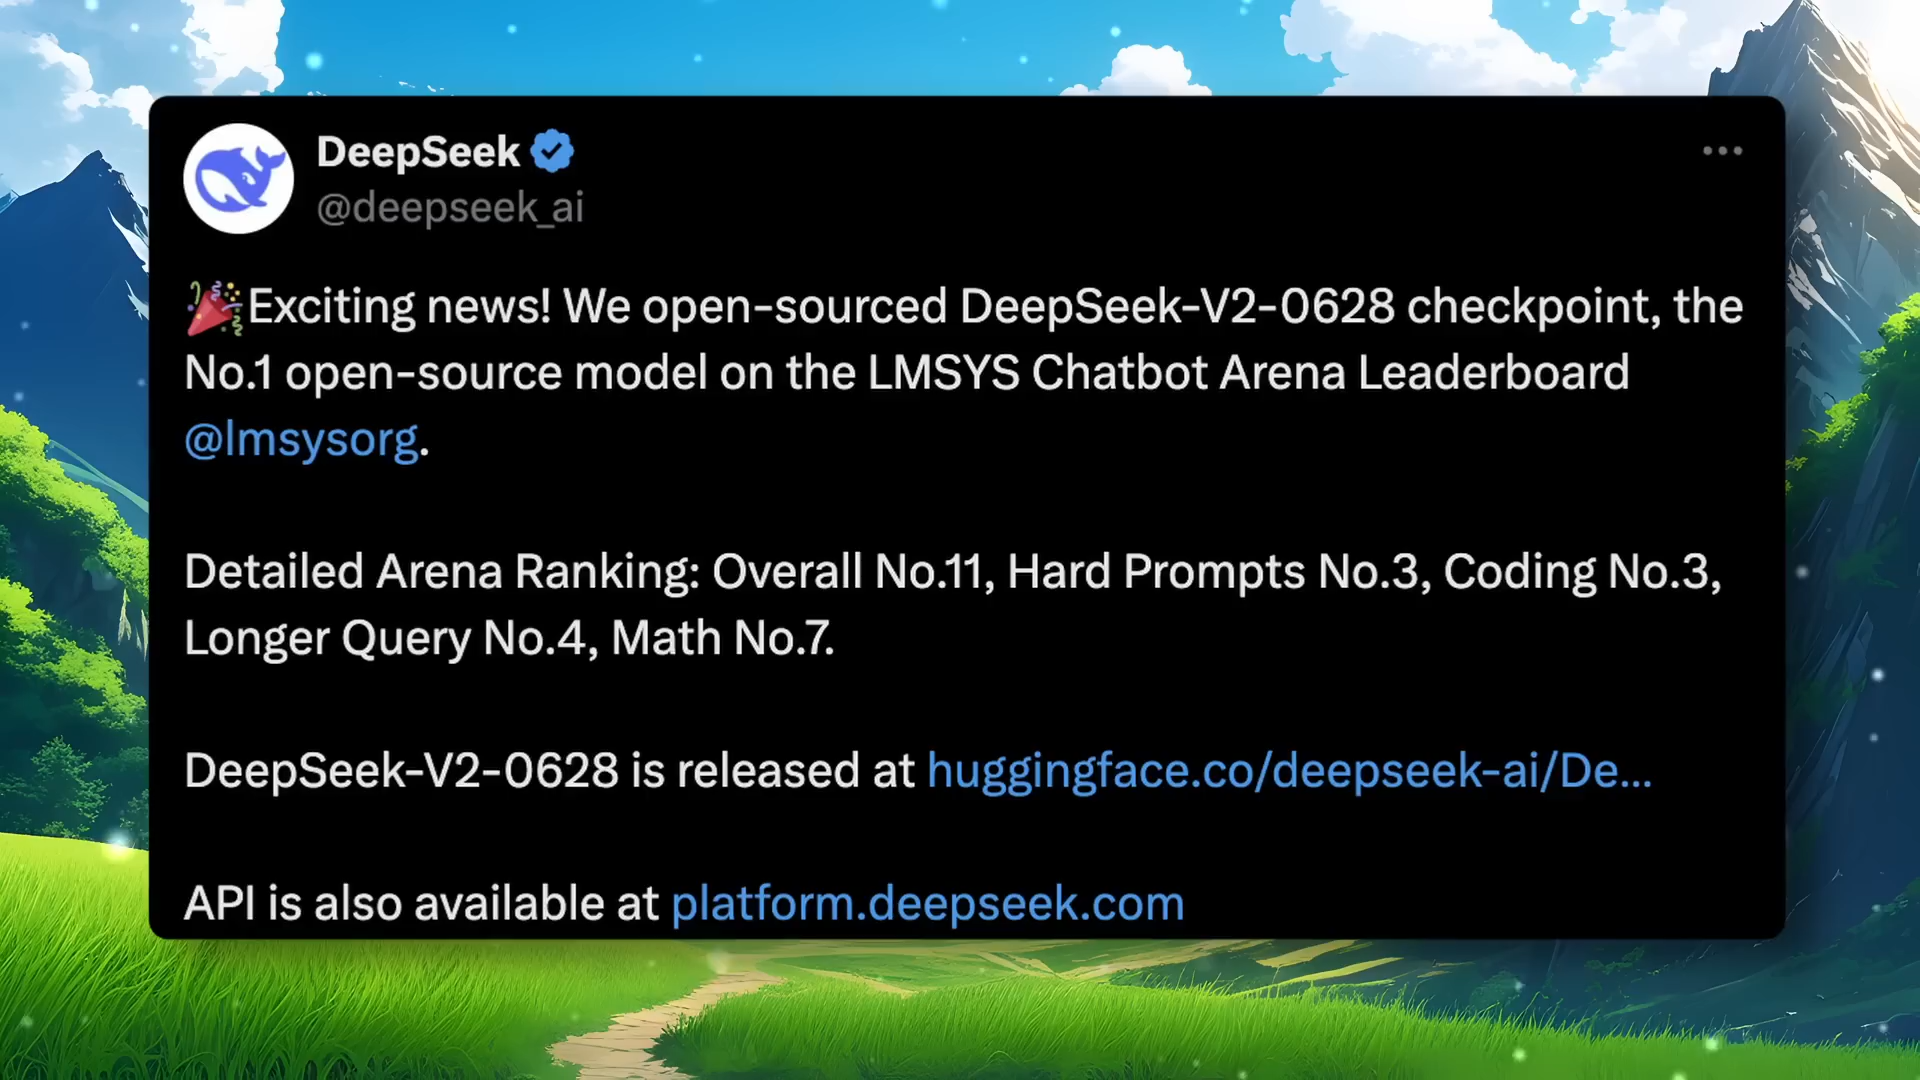 DeepSeek
@deepseek_ai
🎉Exciting news! We open-sourced DeepSeek-V2-0628 checkpoint, the
No.1 open-source model on the LMSYS Chatbot Arena Leaderboard
@lmsysorg.
Detailed Arena Ranking: Overall No.11, Hard Prompts No.3, Coding No.3,
Longer Query No.4, Math No.7.
DeepSeek-V2-0628 is released at huggingface.co/deepseek-ai/De...
API is also available at platform.deepseek.com